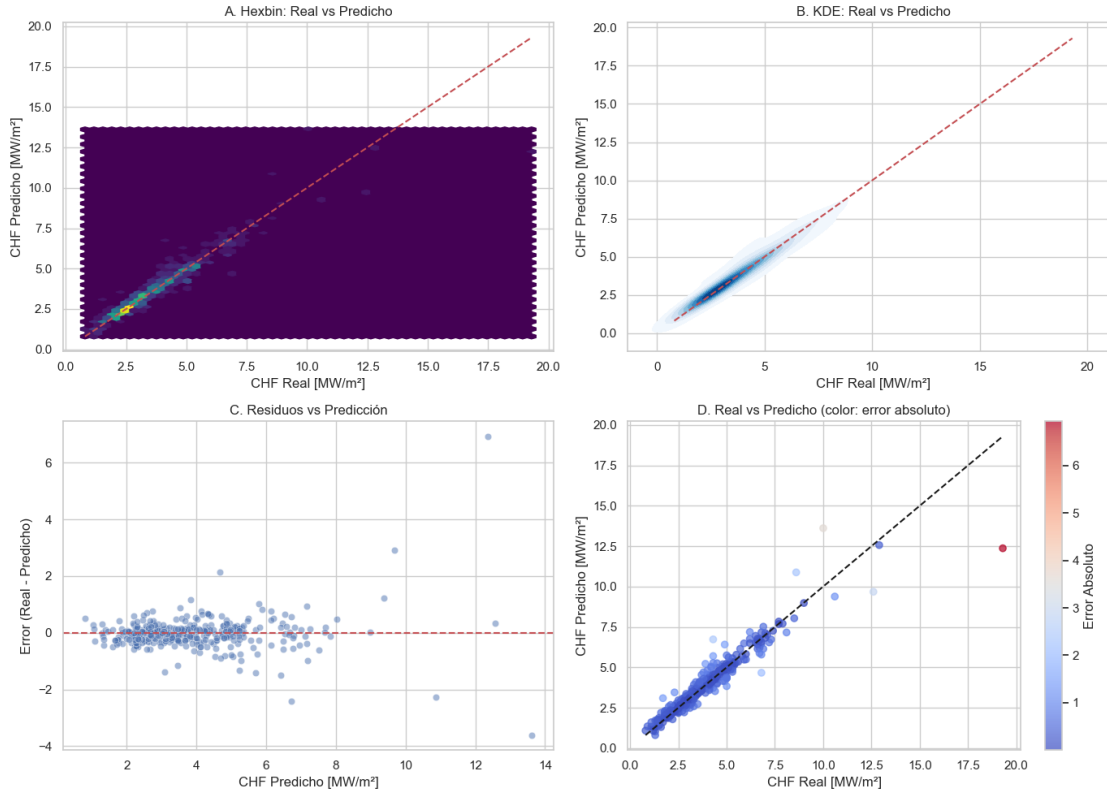 A. Hexbin: Real vs Predicho
20.0
17.5
15.0
12.5
10.0
7.5
5.0
2.5
0.0
CHF Predicho [MW/m²]
0.0 2.5 5.0 7.5 10.0 12.5 15.0 17.5 20.0
CHF Real [MW/m²]
B. KDE: Real vs Predicho
20.0
17.5
15.0
12.5
10.0
7.5
5.0
2.5
0.0
CHF Predicho [MW/m²]
0 5 10 15 20
CHF Real [MW/m²]
C. Residuos vs Predicción
6
4
2
0
−2
−4
Error (Real - Predicho)
2 4 6 8 10 12 14
CHF Predicho [MW/m²]
D. Real vs Predicho (color: error absoluto)
20.0
17.5
15.0
12.5
10.0
7.5
5.0
2.5
0.0
CHF Predicho [MW/m²]
0.0 2.5 5.0 7.5 10.0 12.5 15.0 17.5 20.0
CHF Real [MW/m²]
6
5
4
3
2
1
Error Absoluto